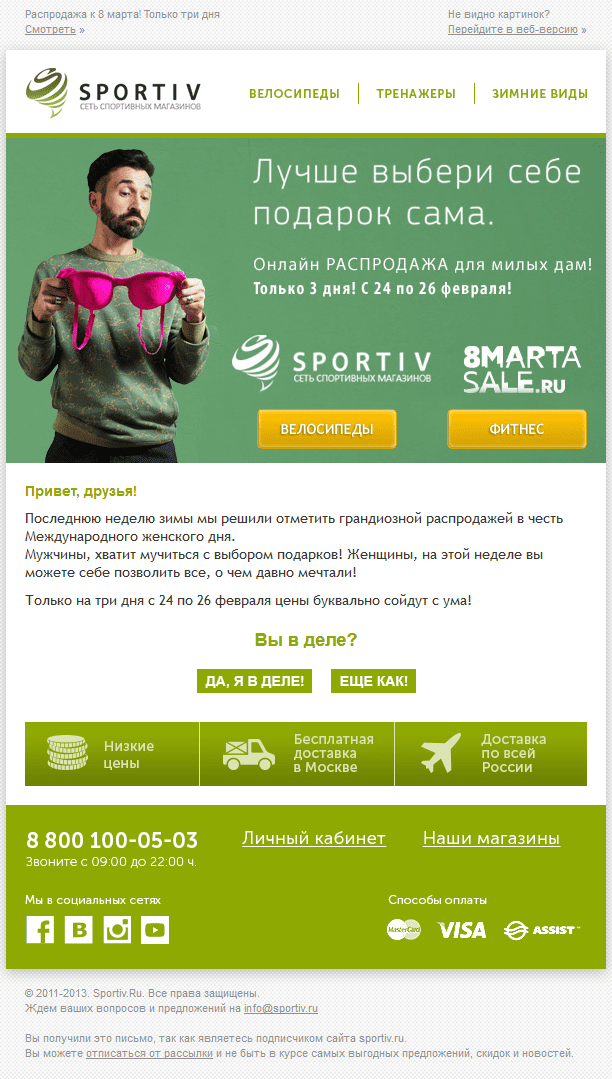 Распродажа к 8 марта! Только три дня
Смотреть »
Не видно картинок?
Перейдите в веб-версию »
SPORTIV
СЕТЬ СПОРТИВНЫХ МАГАЗИНОВ
ВЕЛОСИПЕДЫ
ТРЕНАЖЕРЫ
ЗИМНИЕ ВИДЫ
Лучше выбери себе
подарок сама.
Онлайн РАСПРОДАЖА для милых дам!
Только 3 дня! С 24 по 26 февраля!
SPORTIV
СЕТЬ СПОРТИВНЫХ МАГАЗИНОВ
8MARTA
SALE.RU
ВЕЛОСИПЕДЫ
ФИТНЕС
Привет, друзья!
Последнюю неделю зимы мы решили отметить грандиозной распродажей в честь
Международного женского дня.
Мужчины, хватит мучиться с выбором подарков! Женщины, на этой неделе вы
можете себе позволить все, о чем давно мечтали!
Только на три дня с 24 по 26 февраля цены буквально сойдут с ума!
Вы в деле?
ДА, Я В ДЕЛЕ!
ЕЩЕ КАК!
Низкие
цены
Бесплатная
доставка
в Москве
Доставка
по всей
России
8 800 100-05-03
Звоните с 09:00 до 22:00 ч.
Личный кабинет
Наши магазины
Мы в социальных сетях
Способы оплаты
MasterCard
VISA
ASSIST
© 2011-2013. Sportiv.Ru. Все права защищены.
Ждем ваших вопросов и предложений на info@sportiv.ru
Вы получили это письмо, так как являетесь подписчиком сайта sportiv.ru.
Вы можете отписаться от рассылки и не быть в курсе самых выгодных предложений, скидок и новостей.